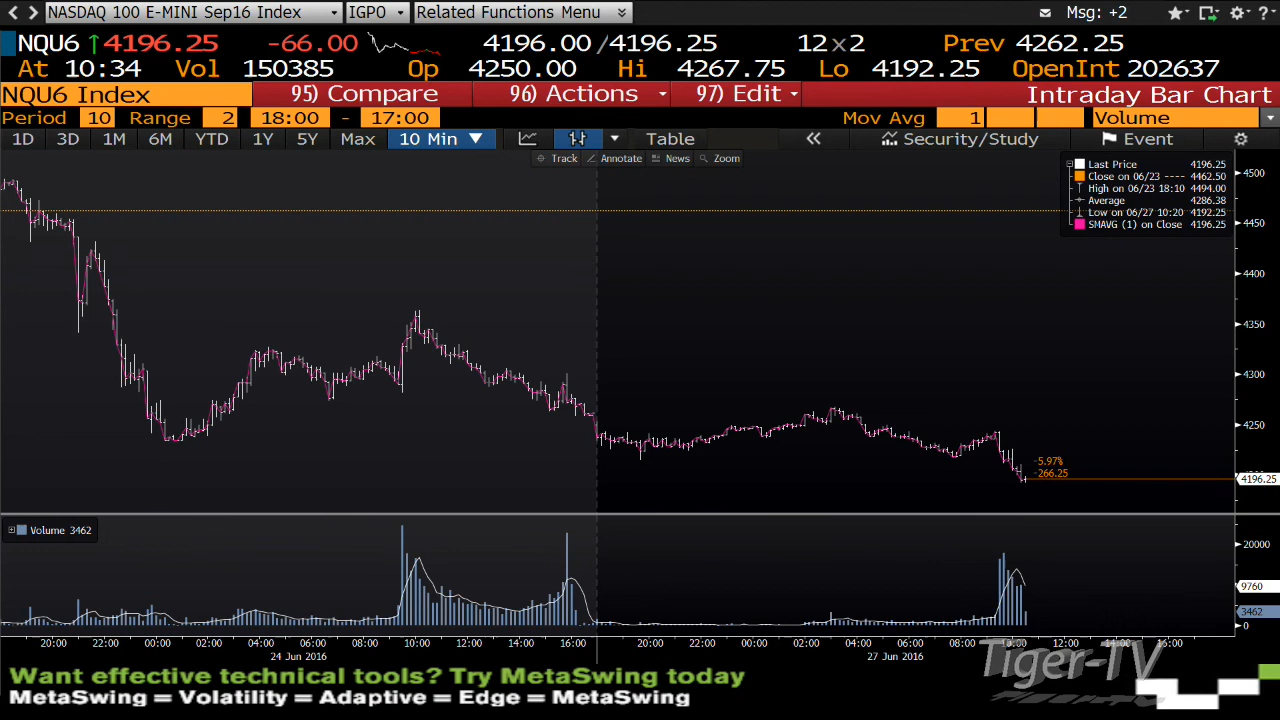 NASDAQ 100 E-MINI Sep16 Index IGPO Related Functions Menu Msg: +2
NQU6 ↑4196.25 -66.00 4196.00/4196.25 12x2 Prev 4262.25
At 10:34 Vol 150385 Op 4250.00 Hi 4267.75 Lo 4192.25 OpenInt 202637
NQU6 Index 95) Compare 96) Actions 97) Edit Intraday Bar Chart
Period 10 Range 2 18:00 - 17:00 Mov Avg 1 Volume
1D 3D 1M 6M YTD 1Y 5Y Max 10 Min ▼ Table « Security/Study Event
Track Annotate News Zoom
Last Price 4196.25
Close on 06/23 ---- 4462.50
High on 06/23 18:10 4494.00
Average 4286.38
Low on 06/27 10:20 4192.25
SMAVG (1) on Close 4196.25
4500
4450
4400
4350
4300
4250
-5.97%
-266.25
4196.25
Volume 3462
20000
9760
3462
0
20:00 22:00 00:00 02:00 04:00 06:00 08:00 10:00 12:00 14:00 16:00 20:00 22:00 00:00 02:00 04:00 06:00 08:00 10:00 12:00 14:00 16:00
24 Jun 2016 27 Jun 2016
Tiger-TV
Want effective technical tools? Try MetaSwing today
MetaSwing = Volatility = Adaptive = Edge = MetaSwing